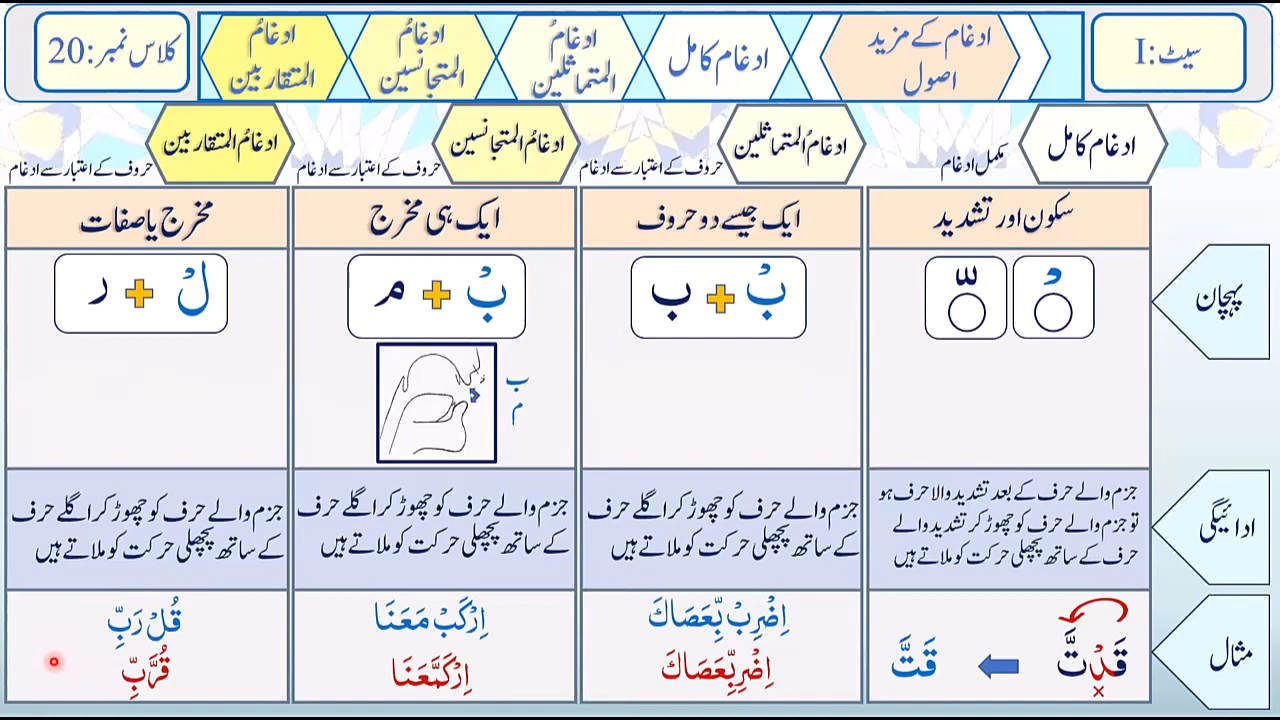 سیٹ: I
ادغام کے مزید
اصول
ادغام کامل
ادغامُ
المتماثلین
ادغامُ
المتجانسین
ادغامُ
المتقاربین
کلاس نمبر: 20
ادغام کامل
مکمل ادغام
ادغامُ المتماثلین
حروف کے اعتبار سے ادغام
ادغامُ المتجانسین
حروف کے اعتبار سے ادغام
ادغامُ المتقاربین
حروف کے اعتبار سے ادغام
سکون اور تشدید
ایک جیسے دو حروف
ایک ہی مخرج
مخرج یا صفات
پہچان
بْ + ب
بْ + م
لْ + ر
ب
م
ادائیگی
جزم والے حرف کے بعد تشدید والا حرف ہو
تو جزم والے حرف کو چھوڑ کر تشدید والے
حرف کے ساتھ پچھلی حرکت کو ملاتے ہیں
جزم والے حرف کو چھوڑ کر اگلے حرف
کے ساتھ پچھلی حرکت کو ملاتے ہیں
جزم والے حرف کو چھوڑ کر اگلے حرف
کے ساتھ پچھلی حرکت کو ملاتے ہیں
جزم والے حرف کو چھوڑ کر اگلے حرف
کے ساتھ پچھلی حرکت کو ملاتے ہیں
مثال
قَدْتَّ
x
قَتَّ
اِضْرِبْ بِّعَصَاكَ
اِضْرِبِّعَصَاكَ
اِرْكَبْ مَعَنَا
اِرْكَمَّعَنَا
قُلْ رَبِّ
قُرَّبِّ